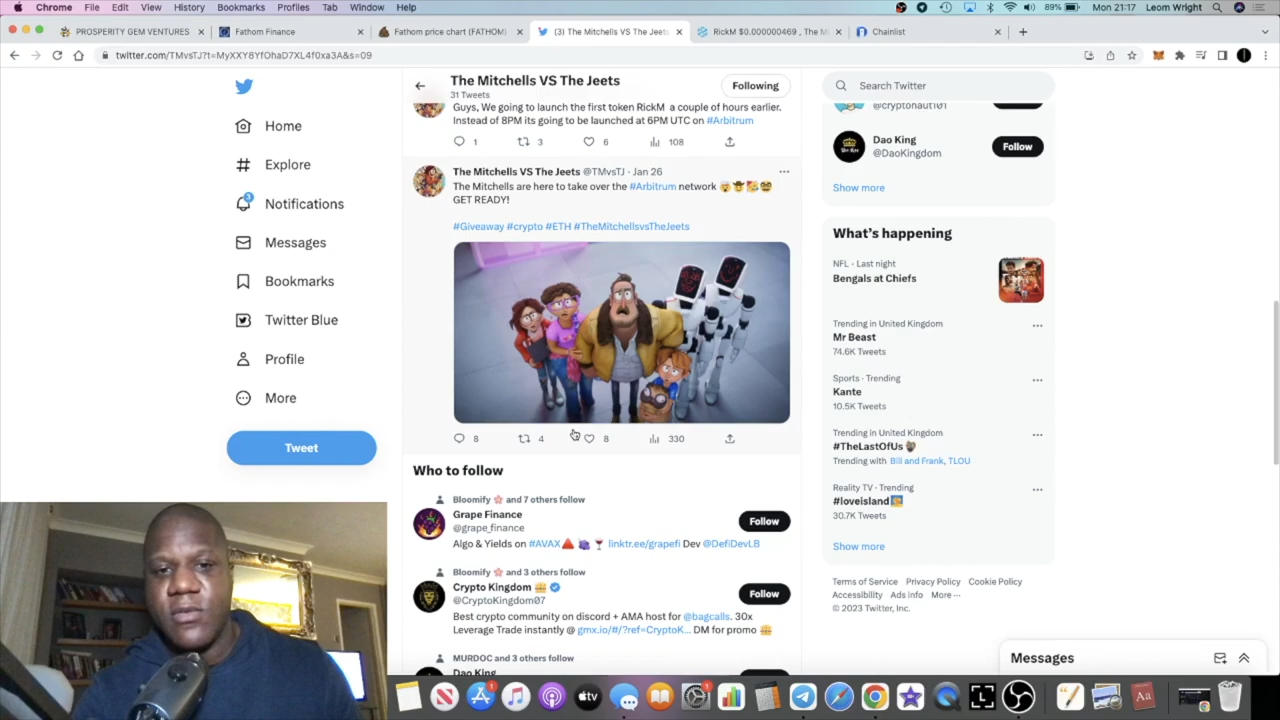 Chrome File Edit View History Bookmarks Profiles Tab Window Help
89% Mon 21:17 Leom Wright
PROSPERITY GEM VENTURES
Fathom Finance
Fathom price chart (FATHOM)
(3) The Mitchells VS The Jeets
RickM $0.000000469 , The M
Chainlist
twitter.com/TMvsTJ?t=MyXXY8YfOhaD7XL4f0xa3A&s=09
Home
Explore
3
Notifications
Messages
Bookmarks
Twitter Blue
Profile
More
Tweet
The Mitchells VS The Jeets
31 Tweets
Following
Guys, We going to launch the first token RickM a couple of hours earlier.
Instead of 8PM its going to be launched at 6PM UTC on #Arbitrum
1 3 6 108
The Mitchells VS The Jeets @TMvsTJ · Jan 26
The Mitchells are here to take over the #Arbitrum network 🤯🤠🥳🥸
GET READY!
#Giveaway #crypto #ETH #TheMitchellsvsTheJeets
8 4 8 330
Who to follow
Bloomify 🌸 and 7 others follow
Grape Finance
@grape_finance
Follow
Algo & Yields on #AVAX🔺 🍇 🍷 linktr.ee/grapefi Dev @DefiDevLB
Bloomify 🌸 and 3 others follow
Crypto Kingdom 👑
@CryptoKingdom07
Follow
Best crypto community on discord + AMA host for @bagcalls. 30x
Leverage Trade instantly @ gmx.io/#/?ref=CryptoK... DM for promo 👑
MURDOC and 3 others follow
Dao King
Search Twitter
@cryptonaut101
Dao King
@DaoKingdom
Follow
Show more
What's happening
NFL · Last night
Bengals at Chiefs
Trending in United Kingdom
Mr Beast
74.6K Tweets
Sports · Trending
Kante
10.5K Tweets
Trending in United Kingdom
#TheLastOfUs
Trending with Bill and Frank, TLOU
Reality TV · Trending
#loveisland
30.7K Tweets
Show more
Terms of Service Privacy Policy Cookie Policy
Accessibility Ads info More ···
© 2023 Twitter, Inc.
Messages